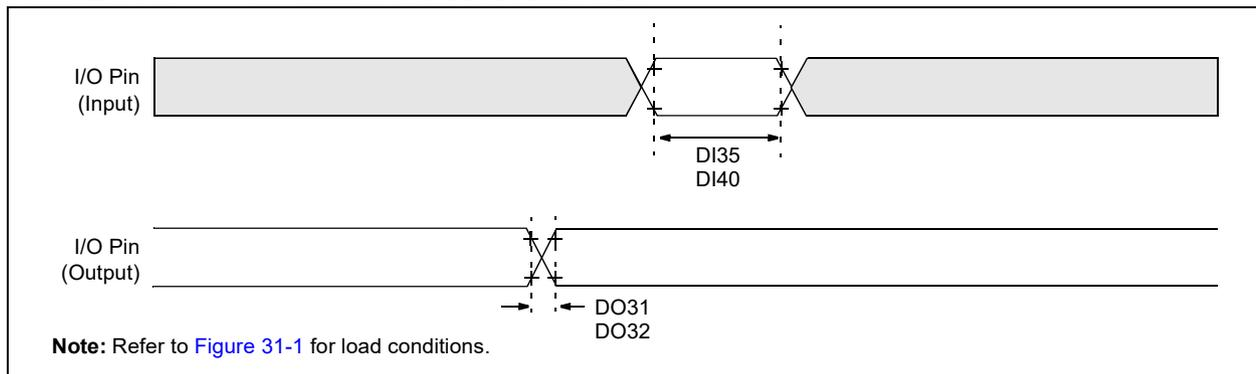 I/O Pin
(Input)
DI35
DI40
I/O Pin
(Output)
DO31
DO32
Note: Refer to Figure 31-1 for load conditions.